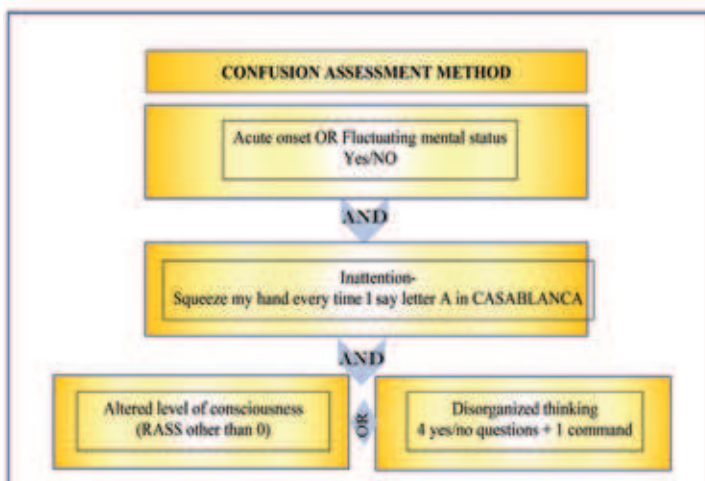 CONFUSION ASSESSMENT METHOD
Acute onset OR Fluctuating mental status
Yes/NO
AND
Inattention-
Squeeze my hand every time I say letter A in CASABLANCA
AND
Altered level of consciousness
(RASS other than 0)
OR
Disorganized thinking
4 yes/no questions + 1 command